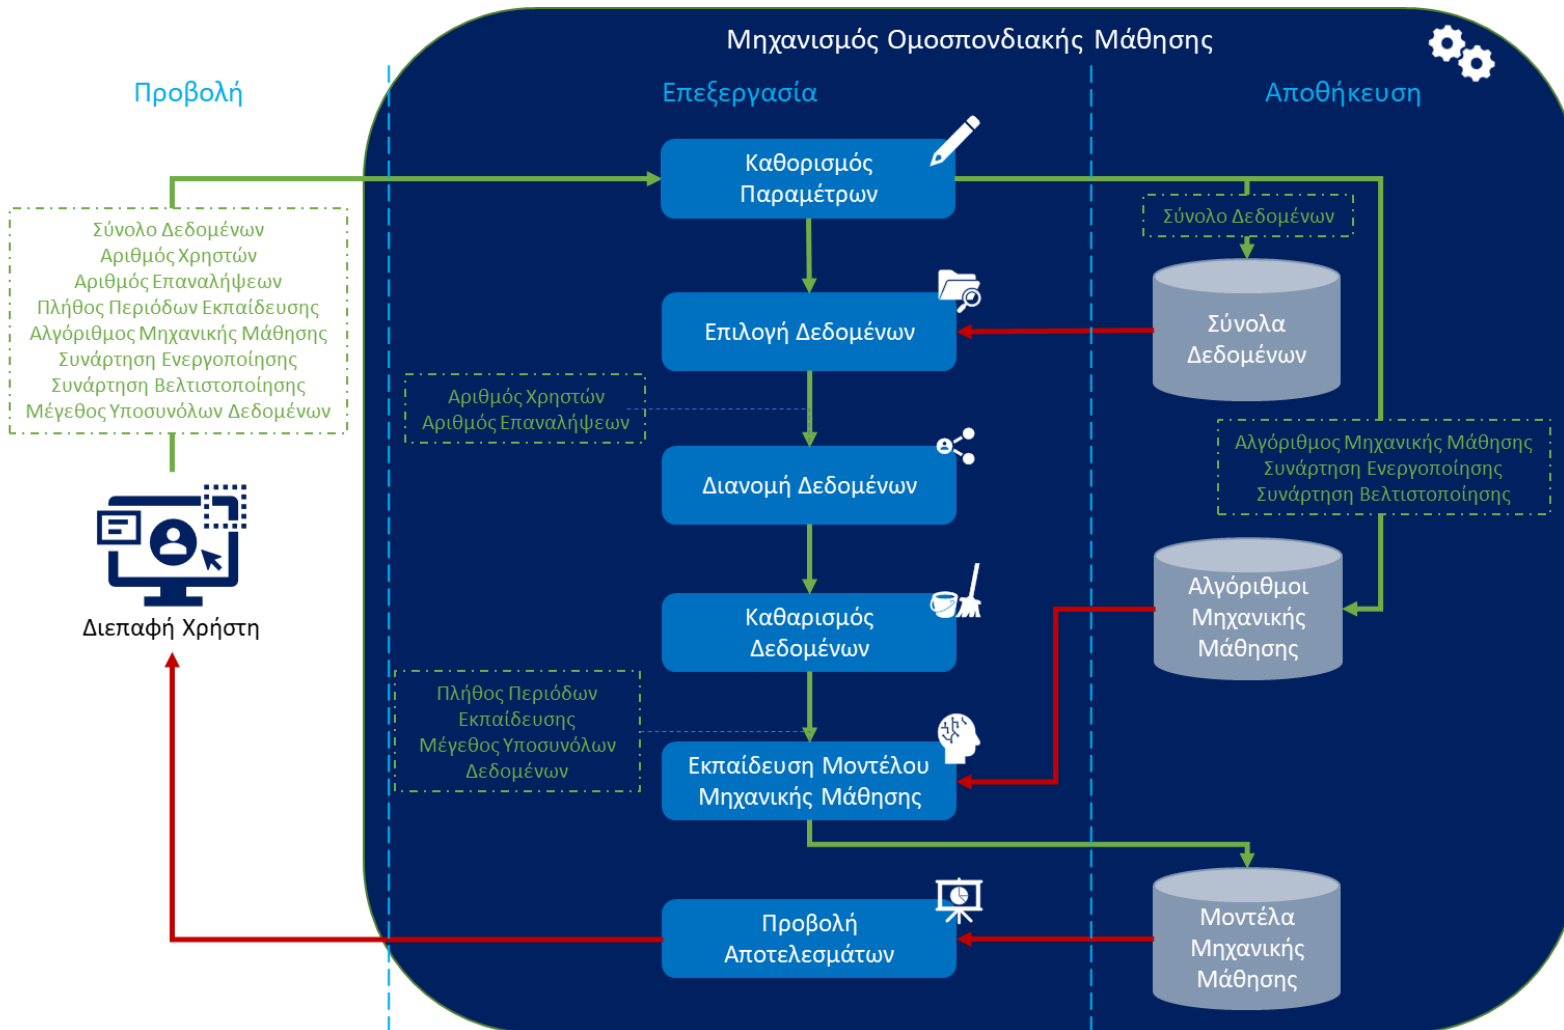 Μηχανισμός Ομοσπονδιακής Μάθησης
Προβολή
Επεξεργασία
Αποθήκευση
Καθορισμός
Παραμέτρων
Σύνολο Δεδομένων
Σύνολο Δεδομένων
Αριθμός Χρηστών
Αριθμός Επαναλήψεων
Πλήθος Περιόδων Εκπαίδευσης
Αλγόριθμος Μηχανικής Μάθησης
Συνάρτηση Ενεργοποίησης
Συνάρτηση Βελτιστοποίησης
Μέγεθος Υποσυνόλων Δεδομένων
Επιλογή Δεδομένων
Σύνολα
Δεδομένων
Αριθμός Χρηστών
Αριθμός Επαναλήψεων
Αλγόριθμος Μηχανικής Μάθησης
Συνάρτηση Ενεργοποίησης
Συνάρτηση Βελτιστοποίησης
Διανομή Δεδομένων
Διεπαφή Χρήστη
Καθαρισμός
Δεδομένων
Αλγόριθμοι
Μηχανικής
Μάθησης
Πλήθος Περιόδων
Εκπαίδευσης
Μέγεθος Υποσυνόλων
Δεδομένων
Εκπαίδευση Μοντέλου
Μηχανικής Μάθησης
Προβολή
Αποτελεσμάτων
Μοντέλα
Μηχανικής
Μάθησης